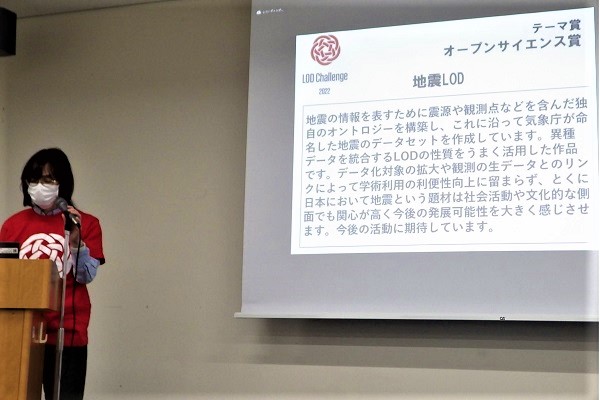 テーマ賞
オープンサイエンス賞
LOD Challenge
2022
地震LOD
地震の情報を表すために震源や観測点などを含んだ独
自のオントロジーを構築し、これに沿って気象庁が命
名した地震のデータセットを作成しています。異種
データを統合するLODの性質をうまく活用した作品
です。データ化対象の拡大や観測の生データとのリン
クによって学術利用の利便性向上に留まらず、とくに
日本において地震という題材は社会活動や文化的な側
面でも関心が高く今後の発展可能性を大きく感じさせ
ます。今後の活動に期待しています。